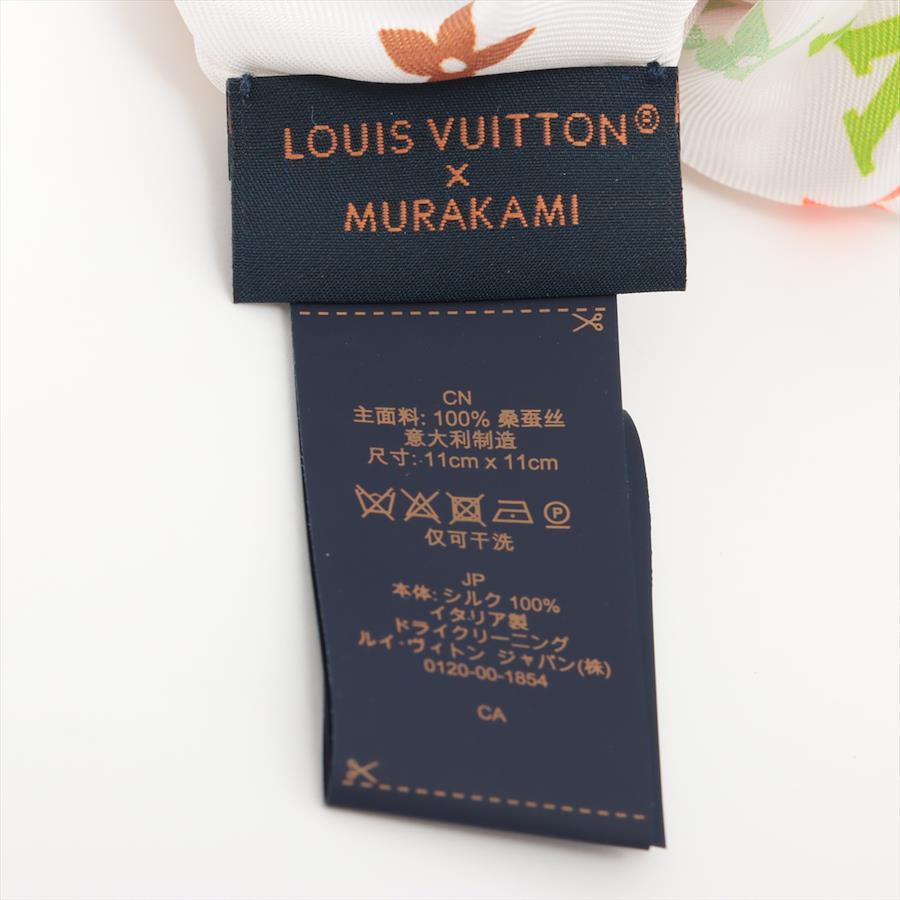 LOUIS VUITTON®
x
MURAKAMI
CN
主面料: 100% 桑蚕丝
意大利制造
尺寸: 11cm x 11cm
P
仅可干洗
JP
本体: シルク 100%
イタリア製
ドライクリーニング
ルイ・ヴィトン ジャパン(株)
0120-00-1854
CA